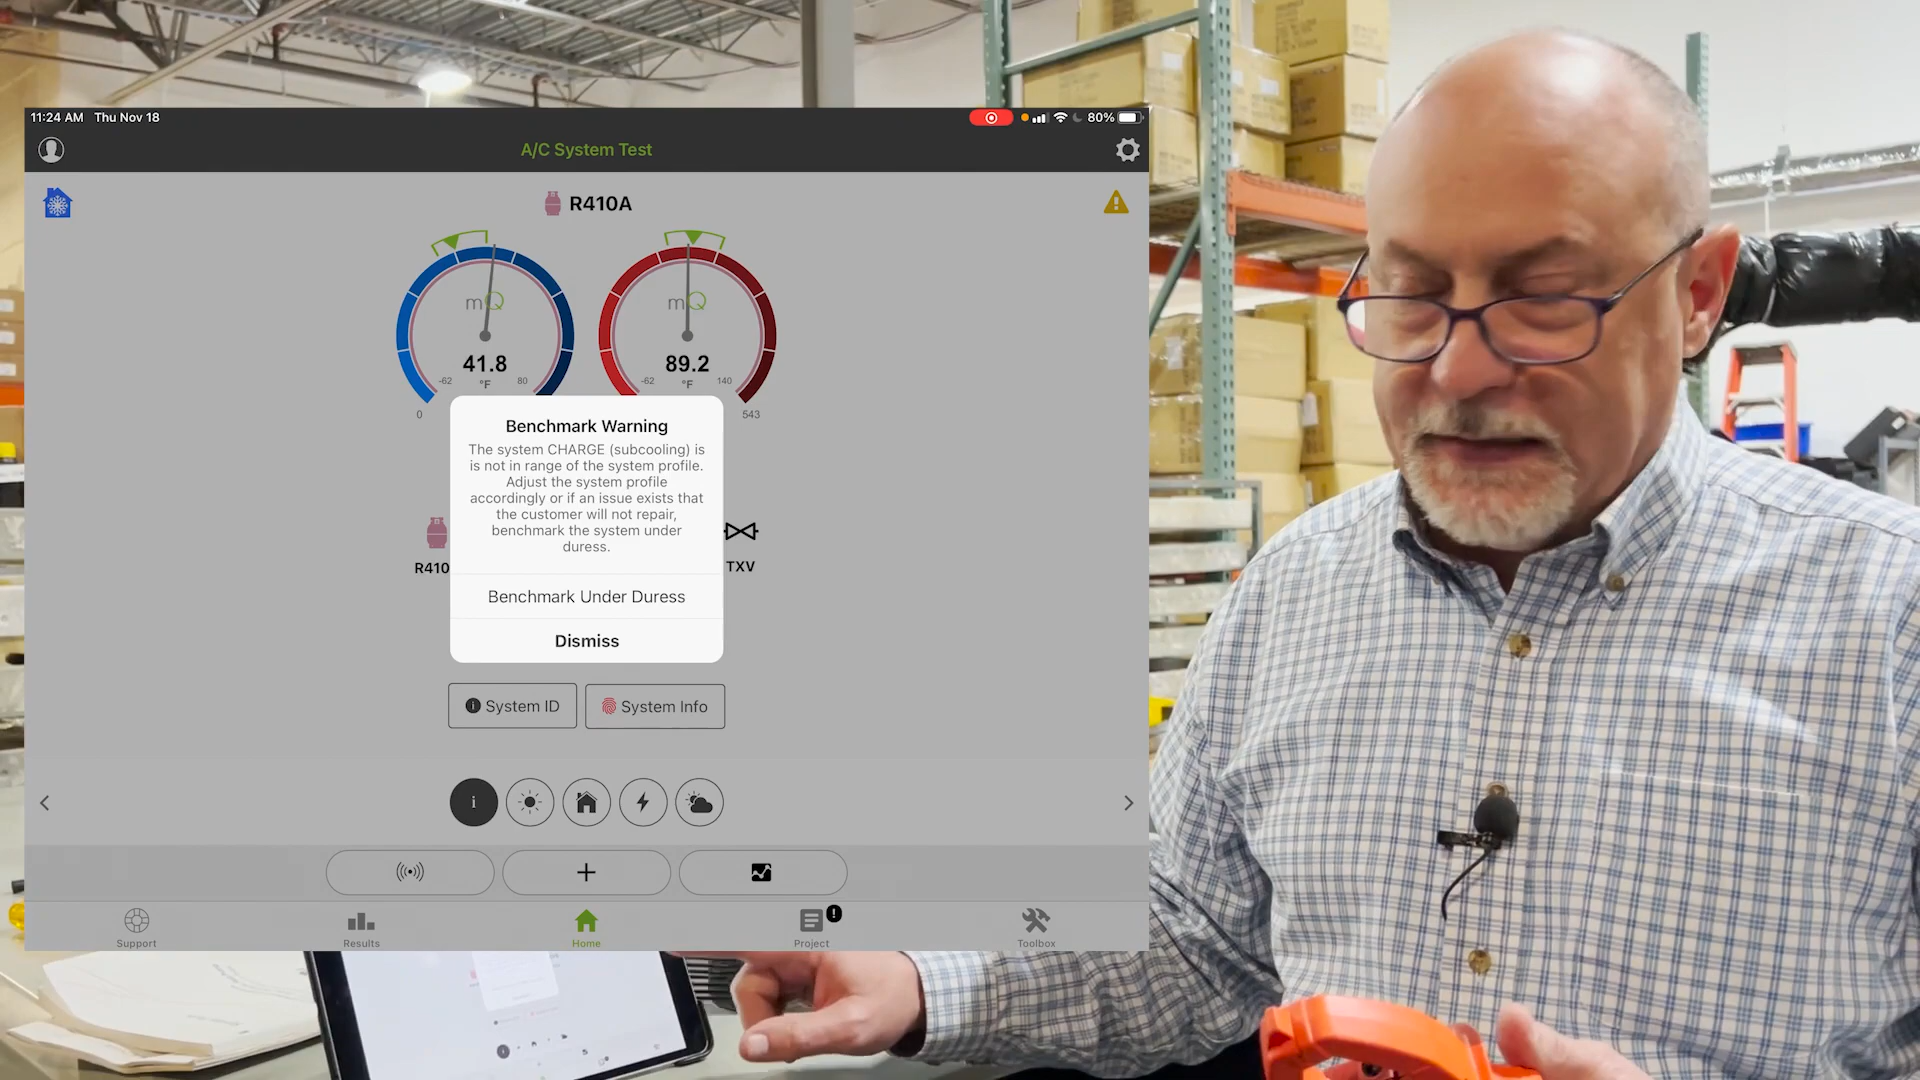 11:24 AM Thu Nov 18
80%
A/C System Test
R410A
mQ
mQ
41.8
89.2
-62 °F 80
-62 °F 140
0
543
Benchmark Warning
The system CHARGE (subcooling) is
is not in range of the system profile.
Adjust the system profile
accordingly or if an issue exists that
the customer will not repair,
benchmark the system under
duress.
R410
TXV
Benchmark Under Duress
Dismiss
System ID
System Info
Support
Results
Home
Project
Toolbox